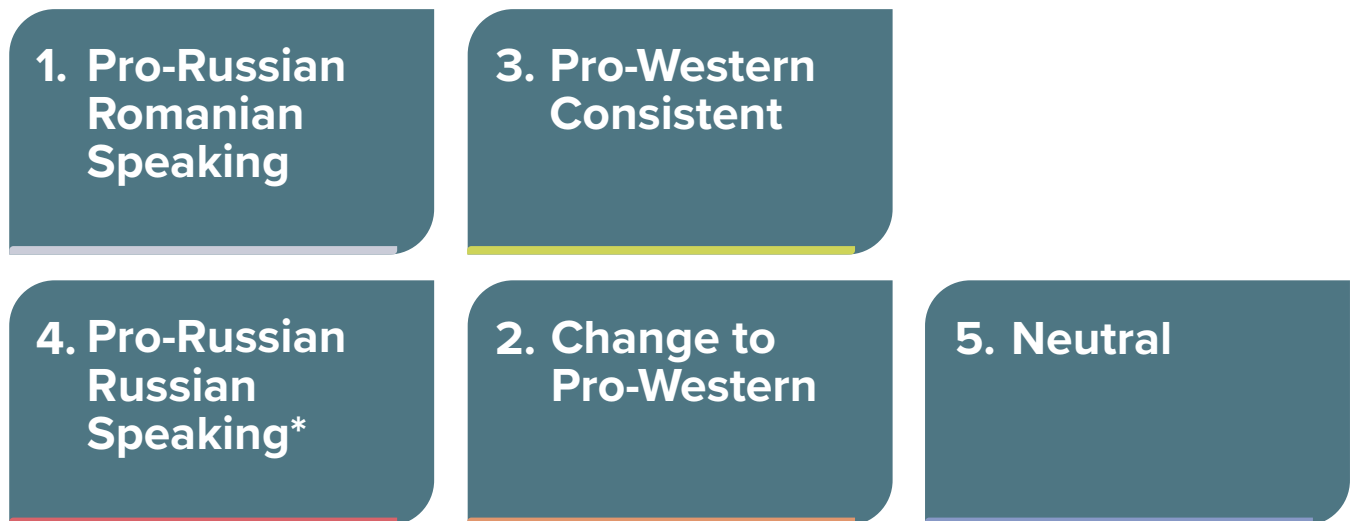 1. Pro-Russian
Romanian
Speaking
3. Pro-Western
Consistent
4. Pro-Russian
Russian
Speaking*
2. Change to
Pro-Western
5. Neutral